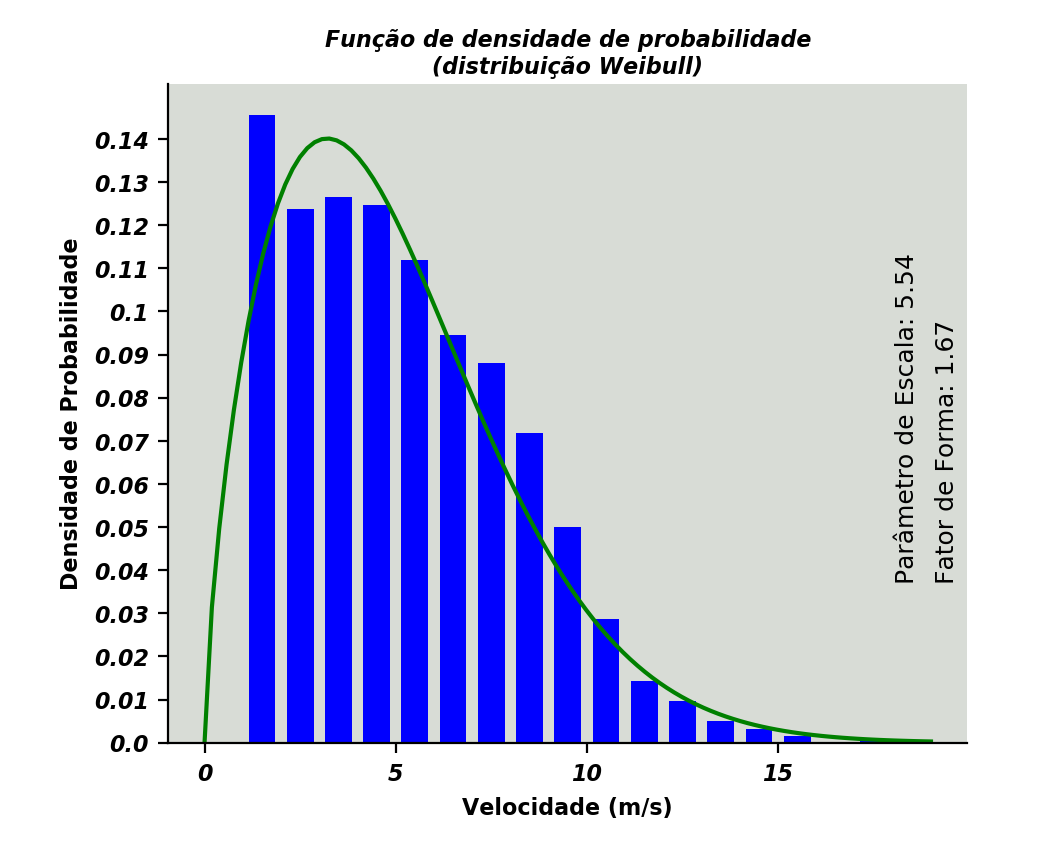 Função de densidade de probabilidade
(distribuição Weibull)
Densidade de Probabilidade
0.14
0.13
0.12
0.11
0.1
0.09
0.08
0.07
0.06
0.05
0.04
0.03
0.02
0.01
0.0
Parâmetro de Escala: 5.54
Fator de Forma: 1.67
0 5 10 15
Velocidade (m/s)